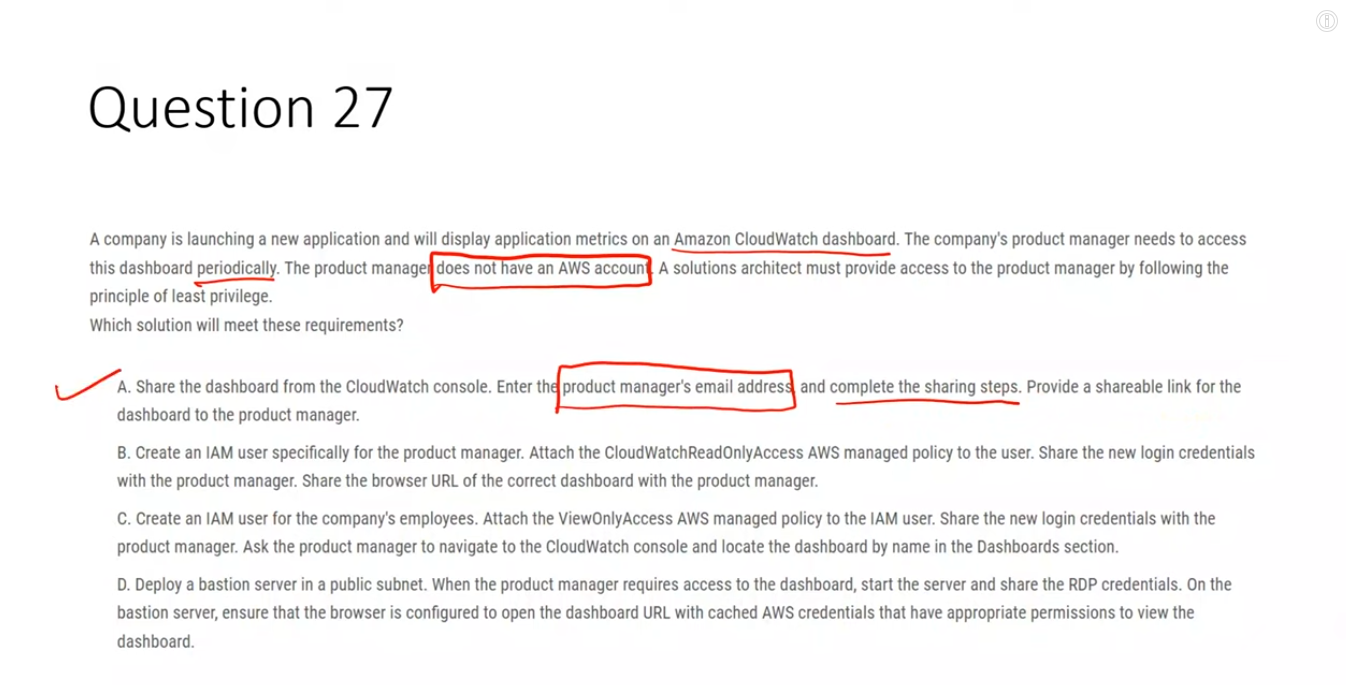 Question 27
A company is launching a new application and will display application metrics on an Amazon CloudWatch dashboard. The company's product manager needs to access
this dashboard periodically. The product manager does not have an AWS account. A solutions architect must provide access to the product manager by following the
principle of least privilege.
Which solution will meet these requirements?
A. Share the dashboard from the CloudWatch console. Enter the product manager's email address, and complete the sharing steps. Provide a shareable link for the
dashboard to the product manager.
B. Create an IAM user specifically for the product manager. Attach the CloudWatchReadOnlyAccess AWS managed policy to the user. Share the new login credentials
with the product manager. Share the browser URL of the correct dashboard with the product manager.
C. Create an IAM user for the company's employees. Attach the ViewOnlyAccess AWS managed policy to the IAM user. Share the new login credentials with the
product manager. Ask the product manager to navigate to the CloudWatch console and locate the dashboard by name in the Dashboards section.
D. Deploy a bastion server in a public subnet. When the product manager requires access to the dashboard, start the server and share the RDP credentials. On the
bastion server, ensure that the browser is configured to open the dashboard URL with cached AWS credentials that have appropriate permissions to view the
dashboard.